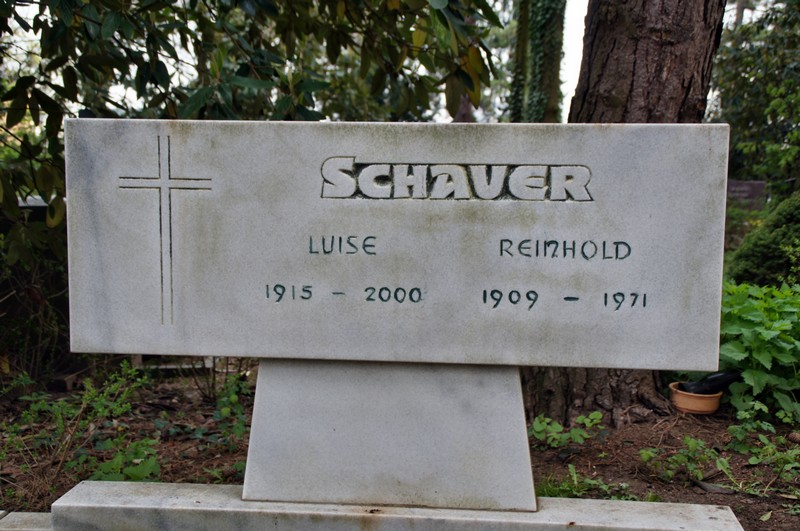 SCHAUER
LUISE REINHOLD
1915 – 2000 1909 – 1971